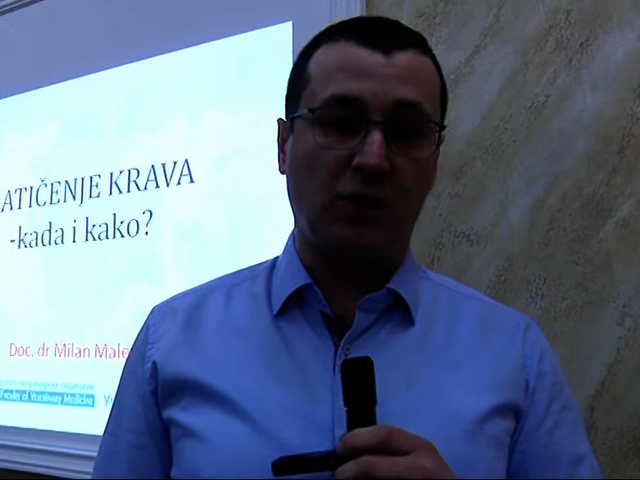 ATIČENJE KRAVA
-kada i kako?
Doc. dr Milan Male
Faculty of Veterinary Medicine